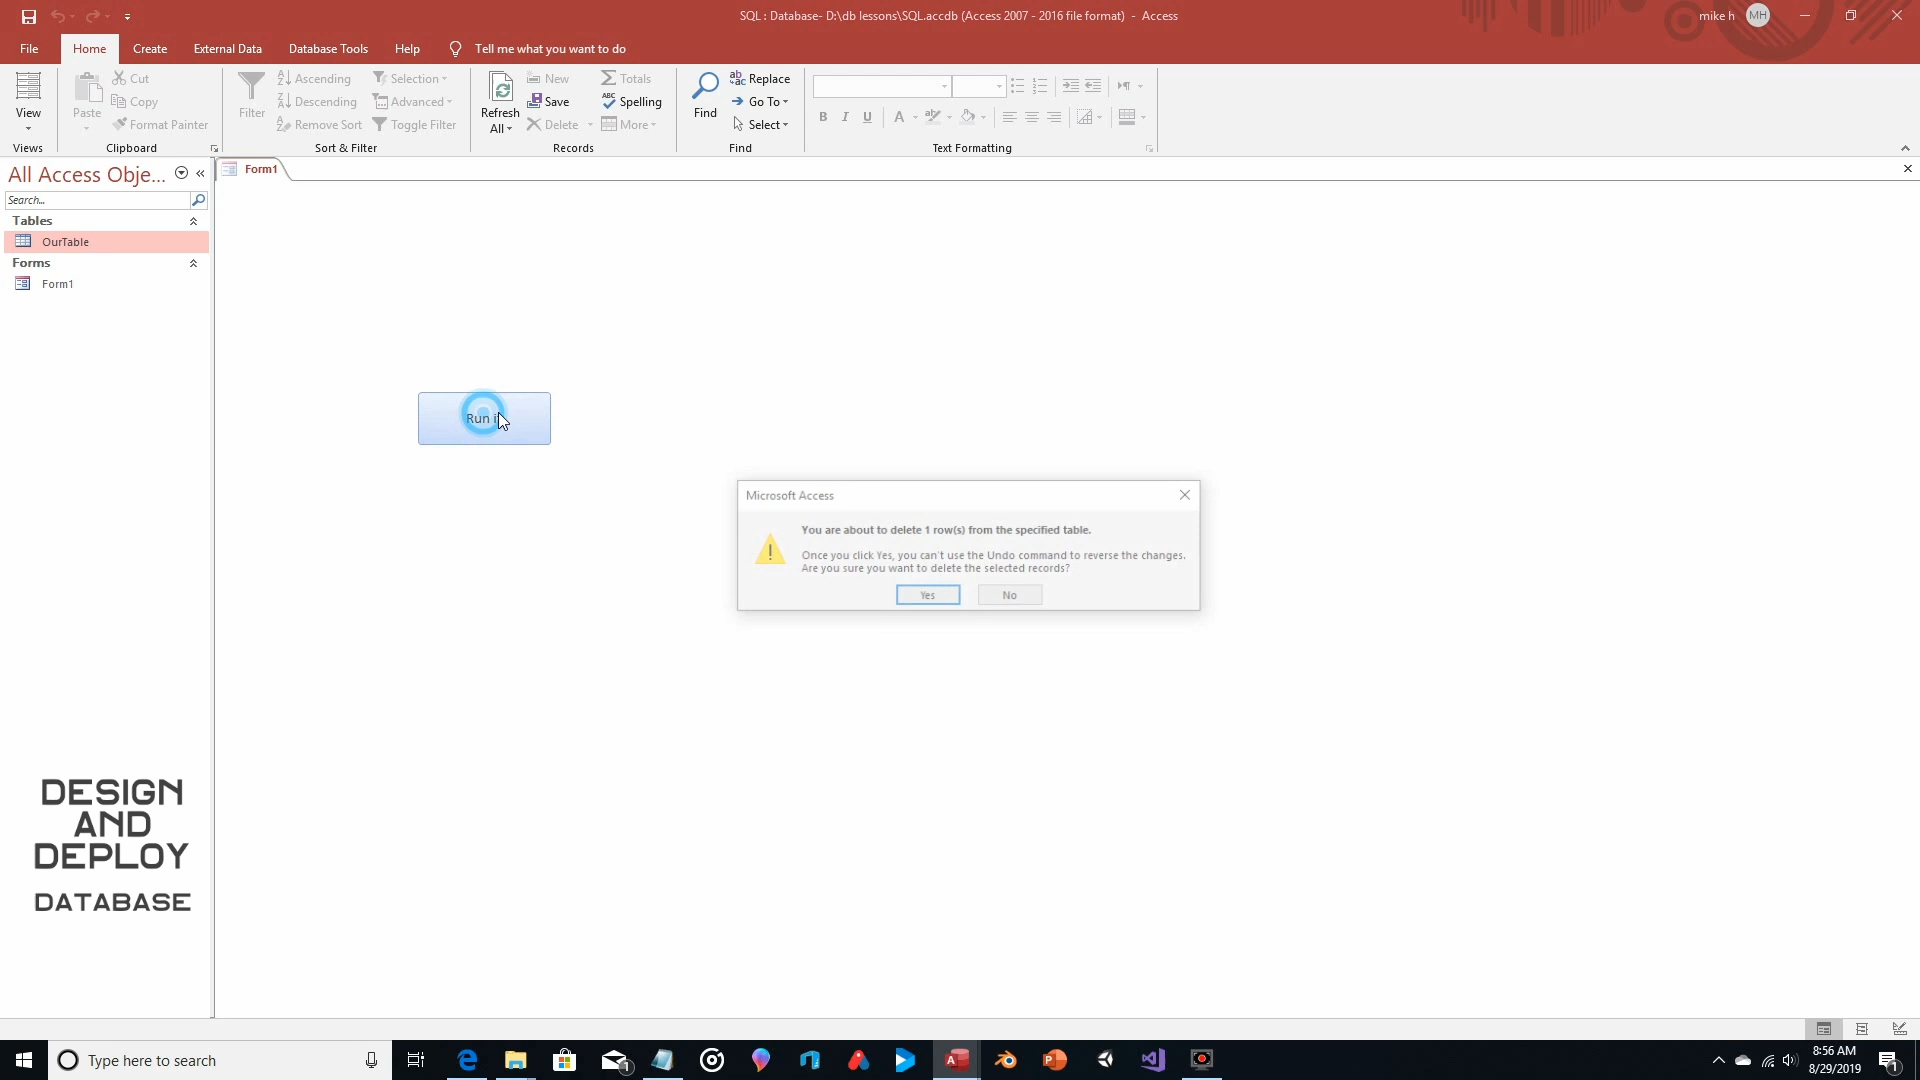 SQL : Database- D:\db lessons\SQL.accdb (Access 2007 - 2016 file format) - Access
mike h
MH
File
Home
Create
External Data
Database Tools
Help
Tell me what you want to do
View
Views
Paste
Cut
Copy
Format Painter
Clipboard
Filter
Ascending
Descending
Remove Sort
Selection
Advanced
Toggle Filter
Sort & Filter
Refresh
All
New
Save
Delete
Totals
Spelling
More
Records
Find
Replace
Go To
Select
Find
B I U
A
Text Formatting
All Access Obje...
Search...
Tables
OurTable
Forms
Form1
Form1
Run
Microsoft Access
You are about to delete 1 row(s) from the specified table.
Once you click Yes, you can't use the Undo command to reverse the changes.
Are you sure you want to delete the selected records?
Yes
No
DESIGN
AND
DEPLOY
DATABASE
Type here to search
8:56 AM
8/29/2019